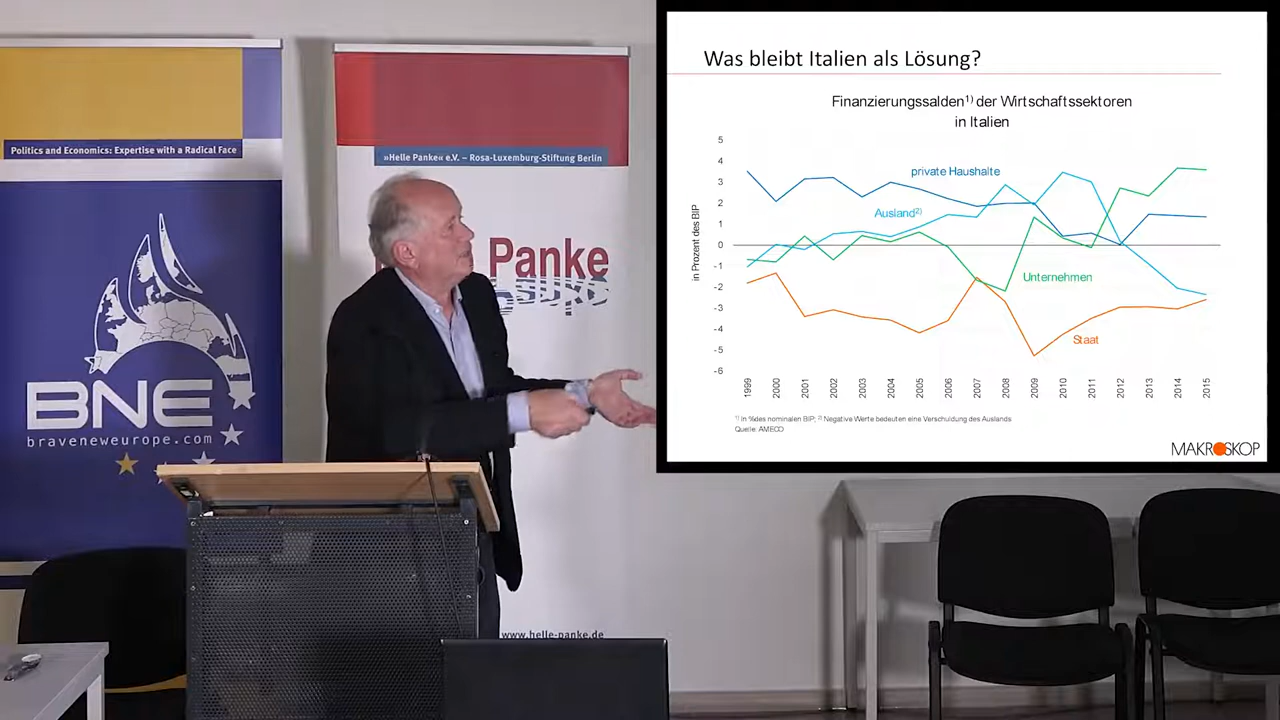 Politics and Economics: Expertise with a Radical Face
BNE
braveneweurope.com
»Helle Panke« e.V. – Rosa-Luxemburg-Stiftung Berlin
Panke
www.helle-panke.de
Was bleibt Italien als Lösung?
Finanzierungssalden¹⁾ der Wirtschaftssektoren
in Italien
in Prozent des BIP
5
4
3
2
1
0
-1
-2
-3
-4
-5
-6
private Haushalte
Ausland²⁾
Unternehmen
Staat
1999
2000
2001
2002
2003
2004
2005
2006
2007
2008
2009
2010
2011
2012
2013
2014
2015
¹⁾ In % des nominalen BIP; ²⁾ Negative Werte bedeuten eine Verschuldung des Auslands
Quelle: AMECO
MAKROSKOP